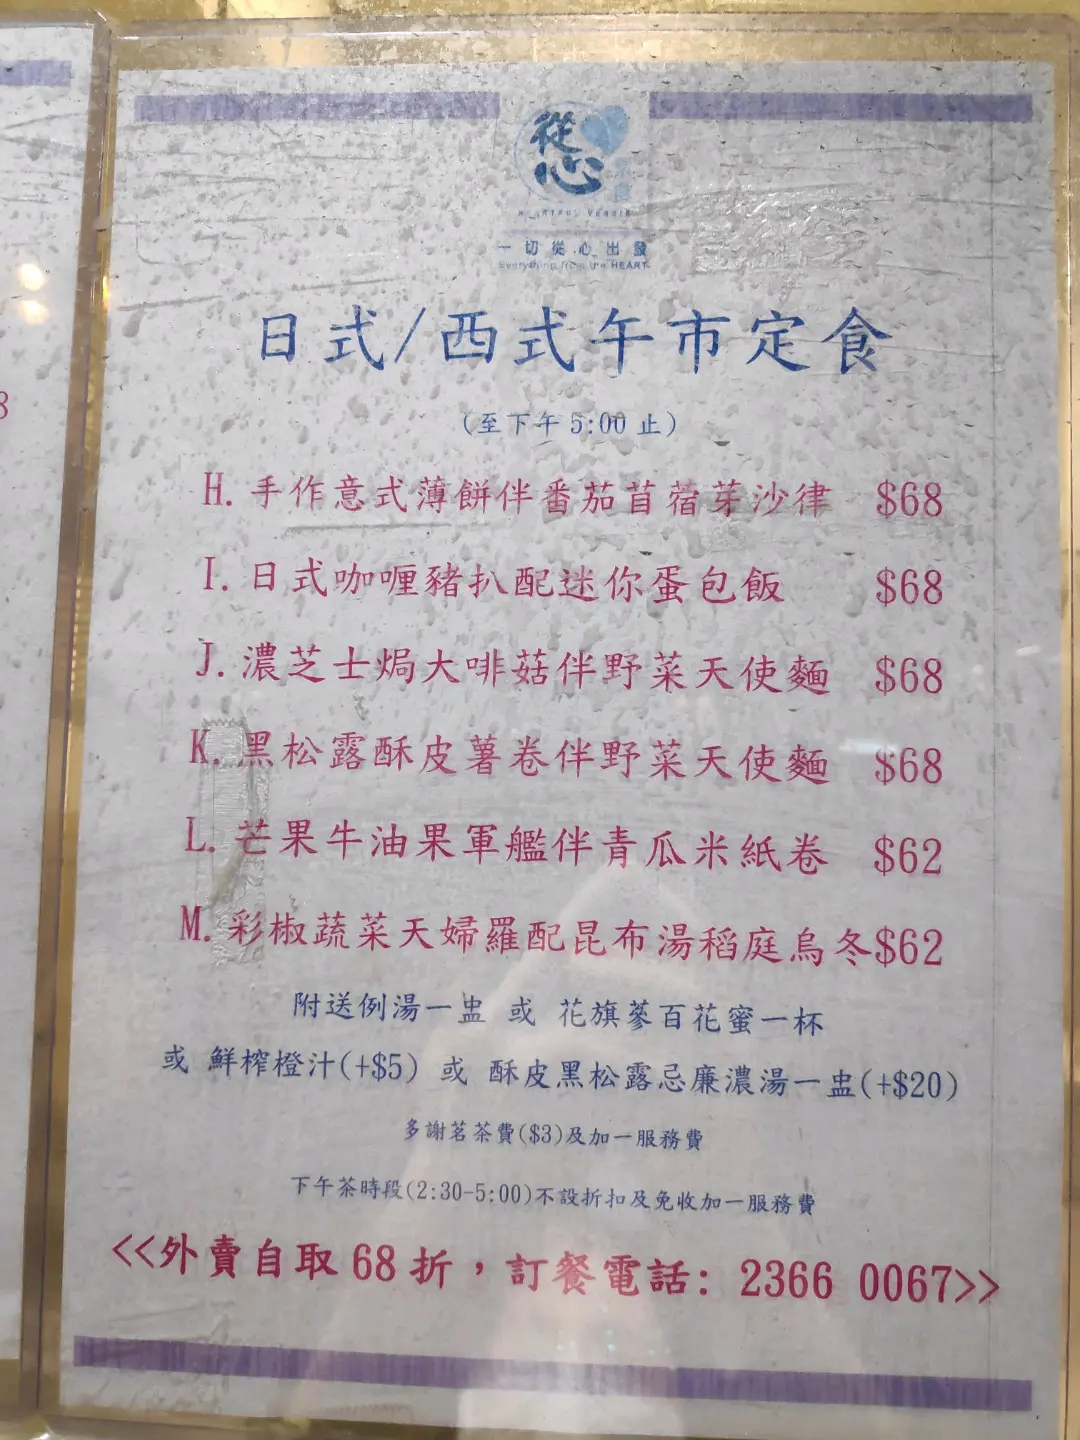 8
從心
一切從心出發
Everything from the HEART
日式/西式午市定食
(至下午 5:00 止)
H. 手作意式薄餅伴番茄苜蓿芽沙律 $68
I. 日式咖喱豬扒配迷你蛋包飯 $68
J. 濃芝士焗大啡菇伴野菜天使麵 $68
K. 黑松露酥皮薯卷伴野菜天使麵 $68
L. 芒果牛油果軍艦伴青瓜米紙卷 $62
M. 彩椒蔬菜天婦羅配昆布湯稻庭烏冬$62
附送例湯一盅 或 花旗蔘百花蜜一杯
或 鮮榨橙汁(+$5) 或 酥皮黑松露忌廉濃湯一盅(+$20)
多謝茗茶費($3)及加一服務費
下午茶時段(2:30-5:00)不設折扣及免收加一服務費
<<外賣自取 68 折，訂餐電話: 2366 0067>>